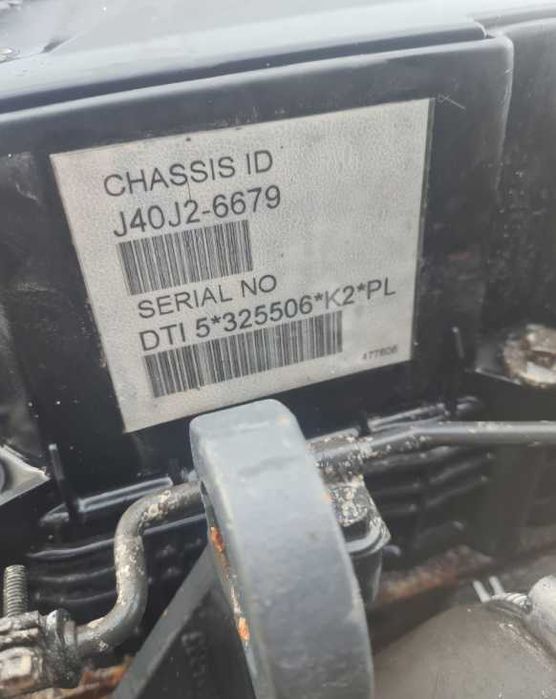 CHASSIS ID
J40J2-6679
SERIAL NO
DTI 5*325506*K2*PL
477606